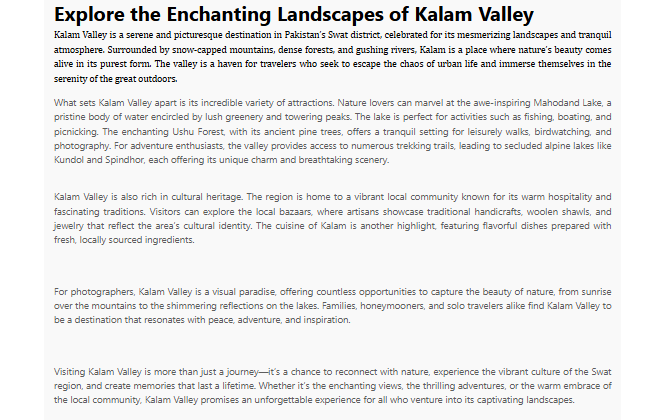 Explore the Enchanting Landscapes of Kalam Valley
Kalam Valley is a serene and picturesque destination in Pakistan's Swat district, celebrated for its mesmerizing landscapes and tranquil
atmosphere. Surrounded by snow-capped mountains, dense forests, and gushing rivers, Kalam is a place where nature's beauty comes
alive in its purest form. The valley is a haven for travelers who seek to escape the chaos of urban life and immerse themselves in the
serenity of the great outdoors.
What sets Kalam Valley apart is its incredible variety of attractions. Nature lovers can marvel at the awe-inspiring Mahodand Lake, a
pristine body of water encircled by lush greenery and towering peaks. The lake is perfect for activities such as fishing, boating, and
picnicking. The enchanting Ushu Forest, with its ancient pine trees, offers a tranquil setting for leisurely walks, birdwatching, and
photography. For adventure enthusiasts, the valley provides access to numerous trekking trails, leading to secluded alpine lakes like
Kundol and Spindhor, each offering its unique charm and breathtaking scenery.
Kalam Valley is also rich in cultural heritage. The region is home to a vibrant local community known for its warm hospitality and
fascinating traditions. Visitors can explore the local bazaars, where artisans showcase traditional handicrafts, woolen shawls, and
jewelry that reflect the area's cultural identity. The cuisine of Kalam is another highlight, featuring flavorful dishes prepared with
fresh, locally sourced ingredients.
For photographers, Kalam Valley is a visual paradise, offering countless opportunities to capture the beauty of nature, from sunrise
over the mountains to the shimmering reflections on the lakes. Families, honeymooners, and solo travelers alike find Kalam Valley to
be a destination that resonates with peace, adventure, and inspiration.
Visiting Kalam Valley is more than just a journey—it's a chance to reconnect with nature, experience the vibrant culture of the Swat
region, and create memories that last a lifetime. Whether it's the enchanting views, the thrilling adventures, or the warm embrace of
the local community, Kalam Valley promises an unforgettable experience for all who venture into its captivating landscapes.